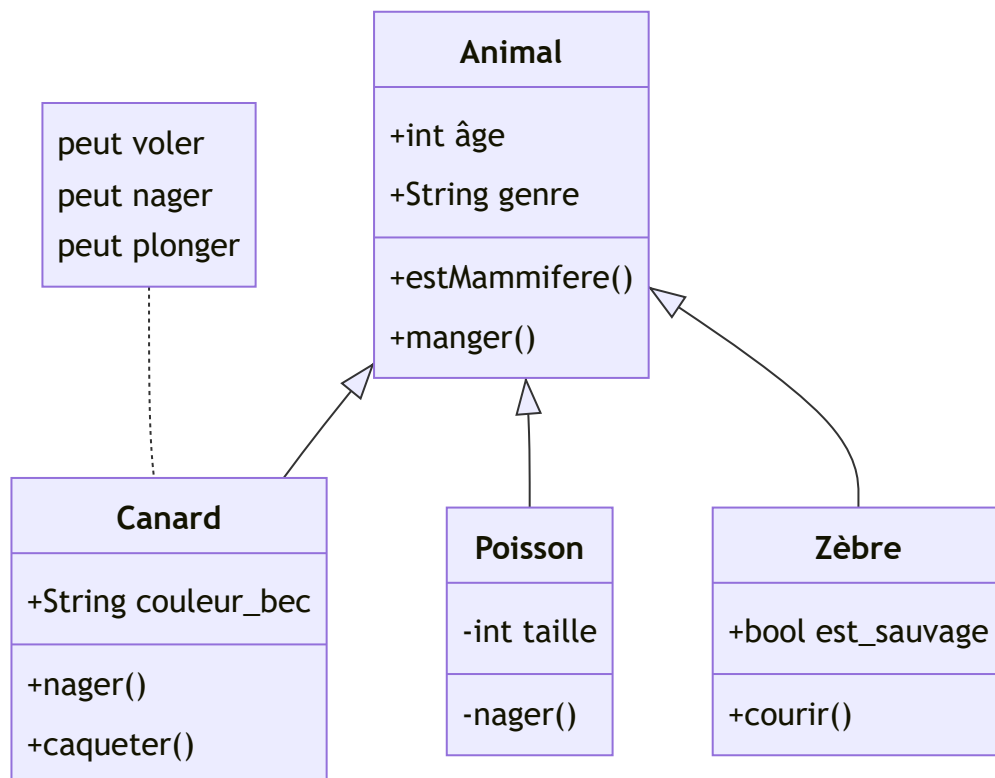 Animal
+int âge
+String genre
+estMammifere()
+manger()
peut voler
peut nager
peut plonger
Canard
+String couleur_bec
+nager()
+caqueter()
Poisson
-int taille
-nager()
Zèbre
+bool est_sauvage
+courir()